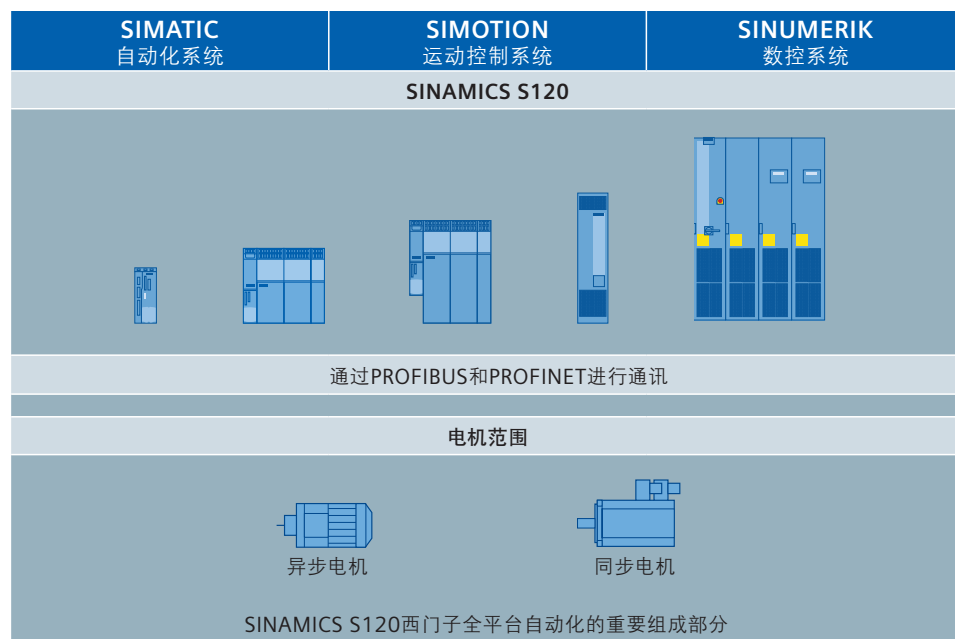 SIMATIC
自动化系统
SIMOTION
运动控制系统
SINUMERIK
数控系统
SINAMICS S120
通过PROFIBUS和PROFINET进行通讯
电机范围
异步电机
同步电机
SINAMICS S120西门子全平台自动化的重要组成部分